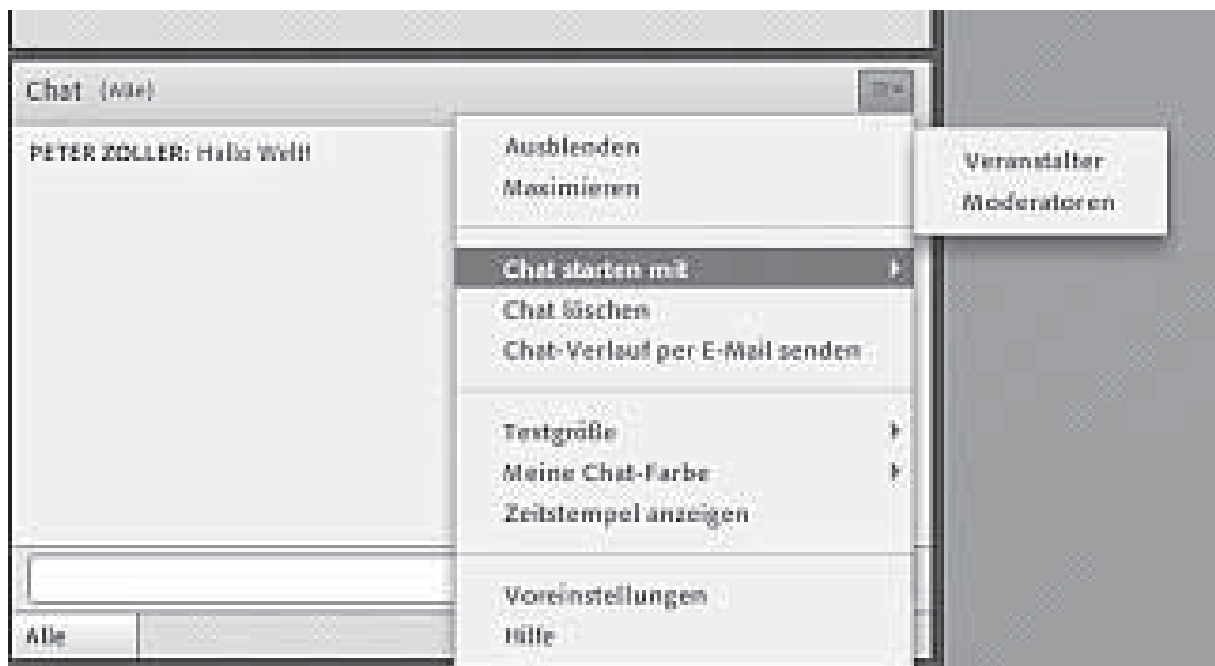 Chat (Alle)
PETER ZOLLER: Hallo Welt!
Ausblenden
Maximieren
Chat starten mit
Chat löschen
Chat-Verlauf per E-Mail senden
Textgröße
Meine Chat-Farbe
Zeitstempel anzeigen
Voreinstellungen
Hilfe
Veranstalter
Moderatoren
Alle